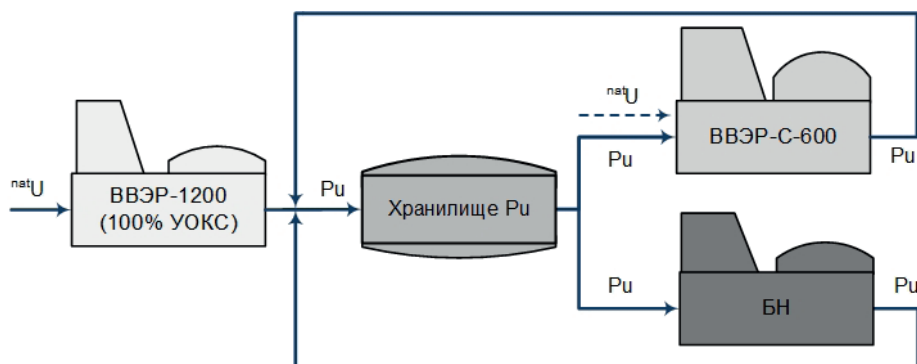 natU
ВВЭР-1200
(100% УОКС)
Pu
Хранилище Pu
natU
Pu
ВВЭР-С-600
Pu
Pu
БН
Pu